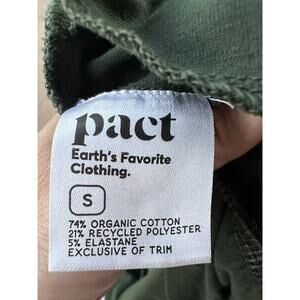 pact
Earth's Favorite
Clothing.
S
74% ORGANIC COTTON
21% RECYCLED POLYESTER
5% ELASTANE
EXCLUSIVE OF TRIM